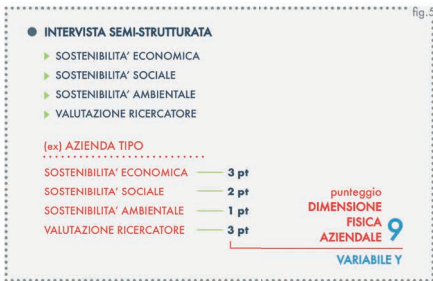 fig.5
INTERVISTA SEMI-STRUTTURATA
SOSTENIBILITA' ECONOMICA
SOSTENIBILITA' SOCIALE
SOSTENIBILITA' AMBIENTALE
VALUTAZIONE RICERCATORE
(ex) AZIENDA TIPO
SOSTENIBILITA' ECONOMICA 3 pt
SOSTENIBILITA' SOCIALE 2 pt
SOSTENIBILITA' AMBIENTALE 1 pt
VALUTAZIONE RICERCATORE 3 pt
punteggio
DIMENSIONE
FISICA
AZIENDALE 9
VARIABILE Y